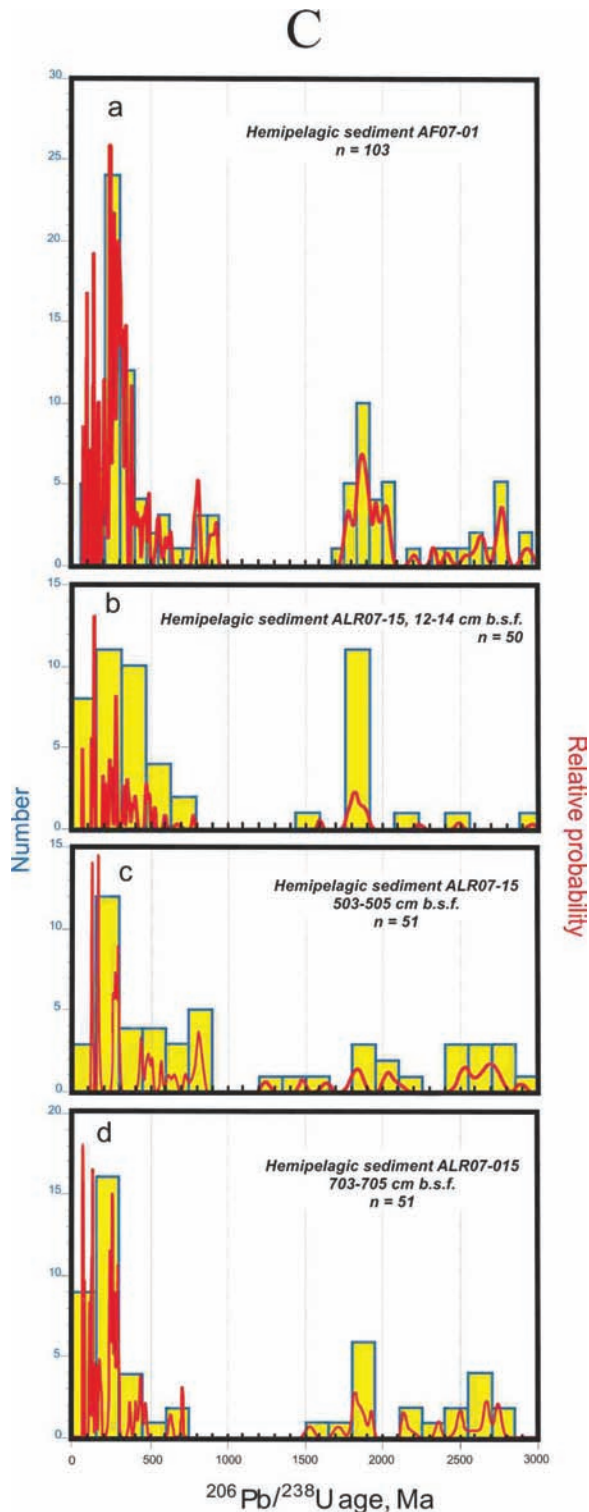 C
30
25
20
15
10
5
0
a
Hemipelagic sediment AF07-01
n = 103
15
10
5
0
b
Hemipelagic sediment ALR07-15, 12-14 cm b.s.f.
n = 50
15
10
5
0
c
Hemipelagic sediment ALR07-15
503-505 cm b.s.f.
n = 51
20
15
10
5
0
d
Hemipelagic sediment ALR07-015
703-705 cm b.s.f.
n = 51
Number
Relative probability
0 500 1000 1500 2000 2500 3000
206Pb/238U age, Ma